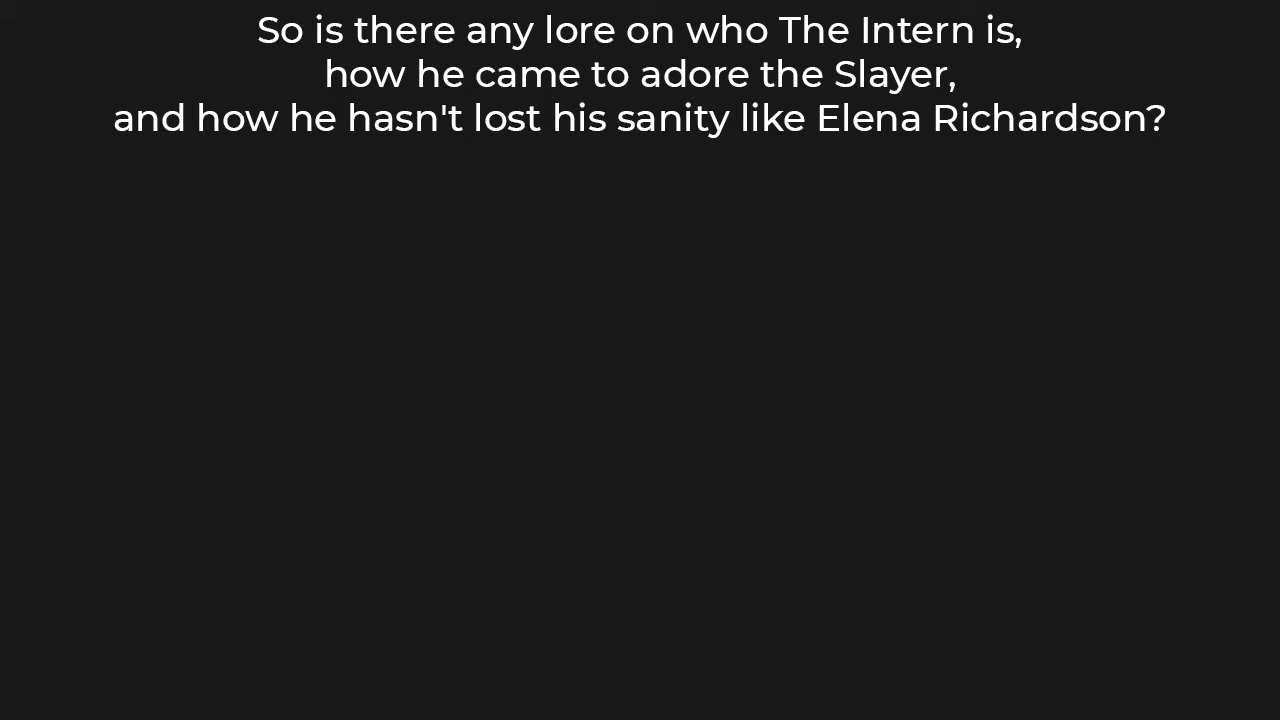 So is there any lore on who The Intern is,
how he came to adore the Slayer,
and how he hasn't lost his sanity like Elena Richardson?